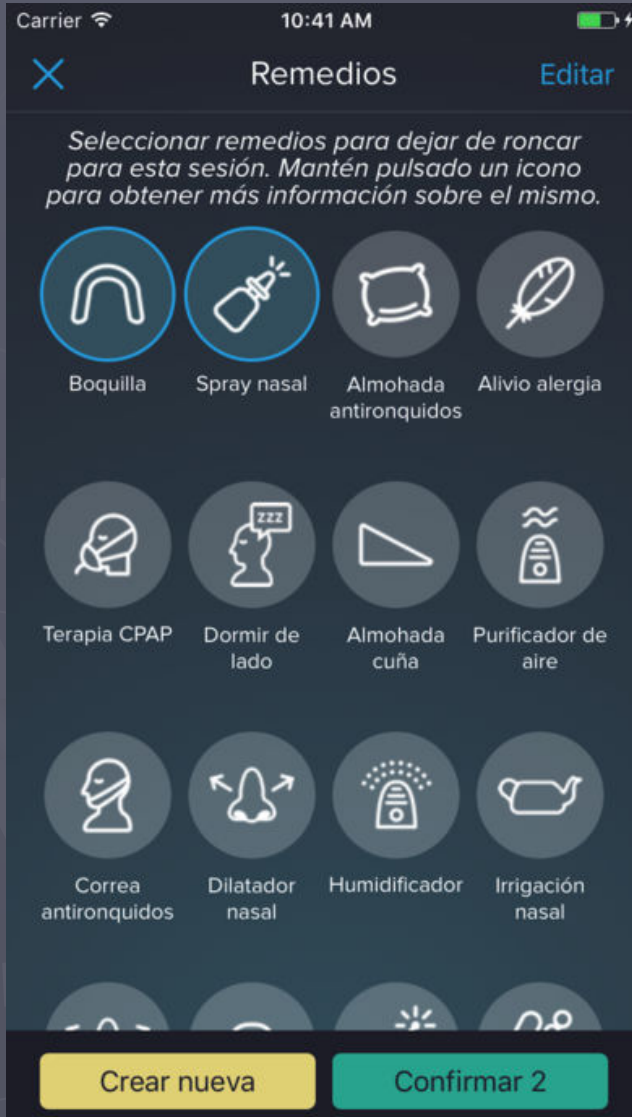 Carrier 10:41 AM
Remedios Editar
Seleccionar remedios para dejar de roncar
para esta sesión. Mantén pulsado un icono
para obtener más información sobre el mismo.
Boquilla Spray nasal Almohada antironquidos Alivio alergia
zzz
Terapia CPAP Dormir de lado Almohada cuña Purificador de aire
Correa antironquidos Dilatador nasal Humidificador Irrigación nasal
Crear nueva Confirmar 2